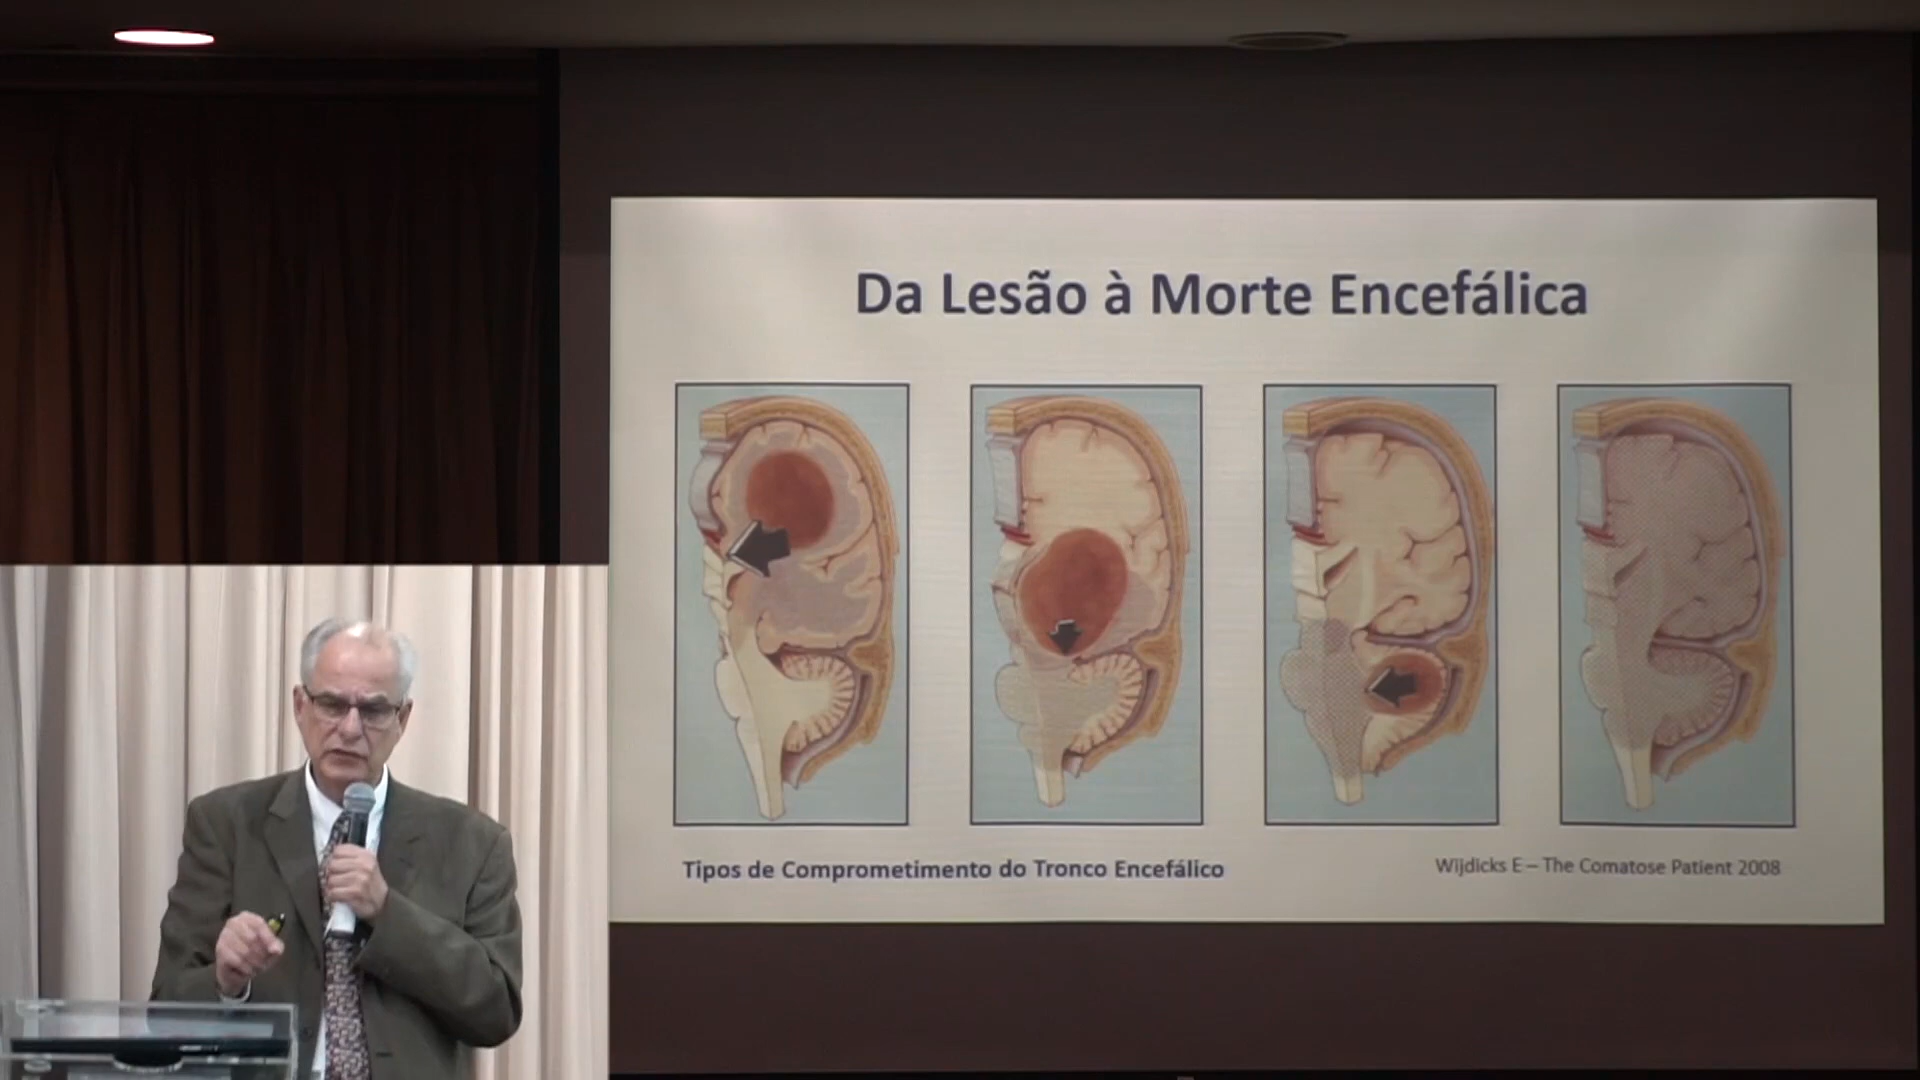 Da Lesão à Morte Encefálica
Tipos de Comprometimento do Tronco Encefálico
Wijdicks E – The Comatose Patient 2008